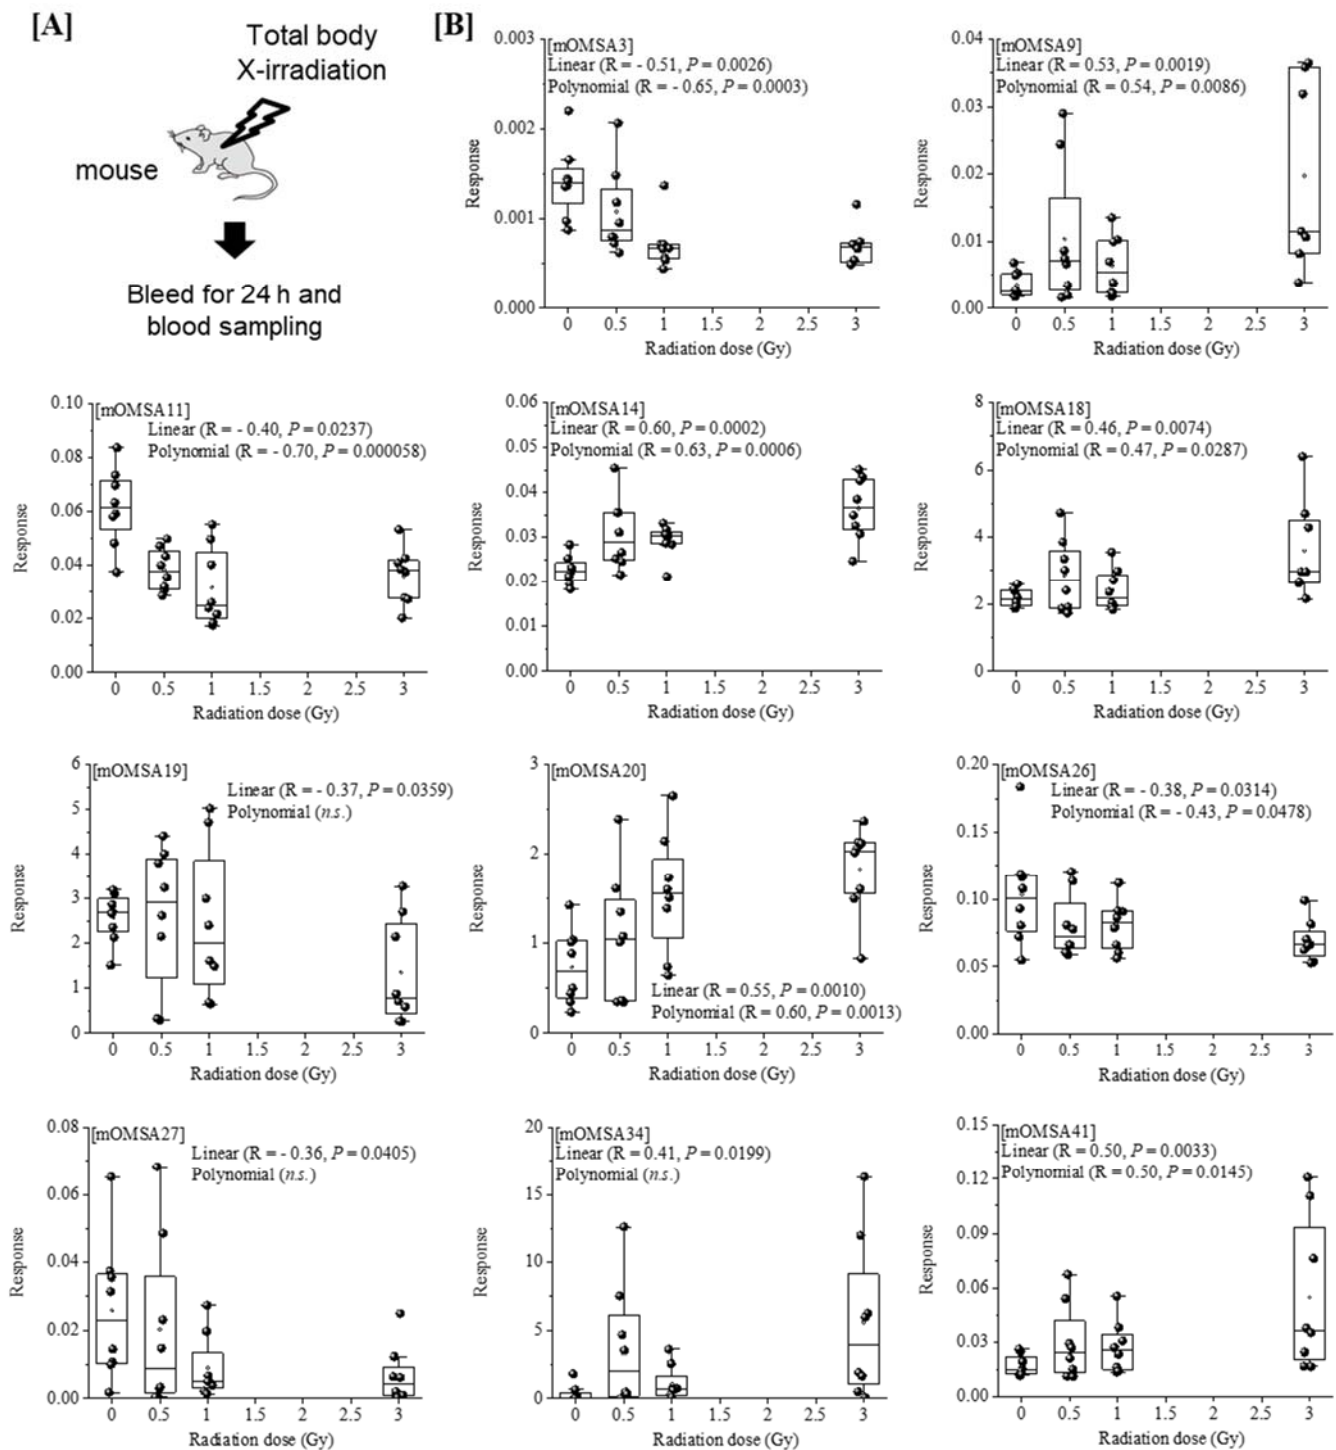 [A]
Total body
X-irradiation
mouse
Bleed for 24 h and
blood sampling
[B]
[mOMSA3]
Linear (R = - 0.51, P = 0.0026)
Polynomial (R = - 0.65, P = 0.0003)
0.003
0.002
0.001
0.000
Response
0 0.5 1 1.5 2 2.5 3
Radiation dose (Gy)
[mOMSA9]
Linear (R = 0.53, P = 0.0019)
Polynomial (R = 0.54, P = 0.0086)
0.04
0.03
0.02
0.01
0.00
Response
0 0.5 1 1.5 2 2.5 3
Radiation dose (Gy)
[mOMSA11]
Linear (R = - 0.40, P = 0.0237)
Polynomial (R = - 0.70, P = 0.000058)
0.10
0.08
0.06
0.04
0.02
0.00
Response
0 0.5 1 1.5 2 2.5 3
Radiation dose (Gy)
[mOMSA14]
Linear (R = 0.60, P = 0.0002)
Polynomial (R = 0.63, P = 0.0006)
0.06
0.05
0.04
0.03
0.02
0.01
0.00
Response
0 0.5 1 1.5 2 2.5 3
Radiation dose (Gy)
[mOMSA18]
Linear (R = 0.46, P = 0.0074)
Polynomial (R = 0.47, P = 0.0287)
8
6
4
2
0
Response
0 0.5 1 1.5 2 2.5 3
Radiation dose (Gy)
[mOMSA19]
Linear (R = - 0.37, P = 0.0359)
Polynomial (n.s.)
6
5
4
3
2
1
0
Response
0 0.5 1 1.5 2 2.5 3
Radiation dose (Gy)
[mOMSA20]
Linear (R = 0.55, P = 0.0010)
Polynomial (R = 0.60, P = 0.0013)
3
2
1
0
Response
0 0.5 1 1.5 2 2.5 3
Radiation dose (Gy)
[mOMSA26]
Linear (R = - 0.38, P = 0.0314)
Polynomial (R = - 0.43, P = 0.0478)
0.20
0.15
0.10
0.05
0.00
Response
0 0.5 1 1.5 2 2.5 3
Radiation dose (Gy)
[mOMSA27]
Linear (R = - 0.36, P = 0.0405)
Polynomial (n.s.)
0.08
0.06
0.04
0.02
0.00
Response
0 0.5 1 1.5 2 2.5 3
Radiation dose (Gy)
[mOMSA34]
Linear (R = 0.41, P = 0.0199)
Polynomial (n.s.)
20
15
10
5
0
Response
0 0.5 1 1.5 2 2.5 3
Radiation dose (Gy)
[mOMSA41]
Linear (R = 0.50, P = 0.0033)
Polynomial (R = 0.50, P = 0.0145)
0.15
0.12
0.09
0.06
0.03
0.00
Response
0 0.5 1 1.5 2 2.5 3
Radiation dose (Gy)